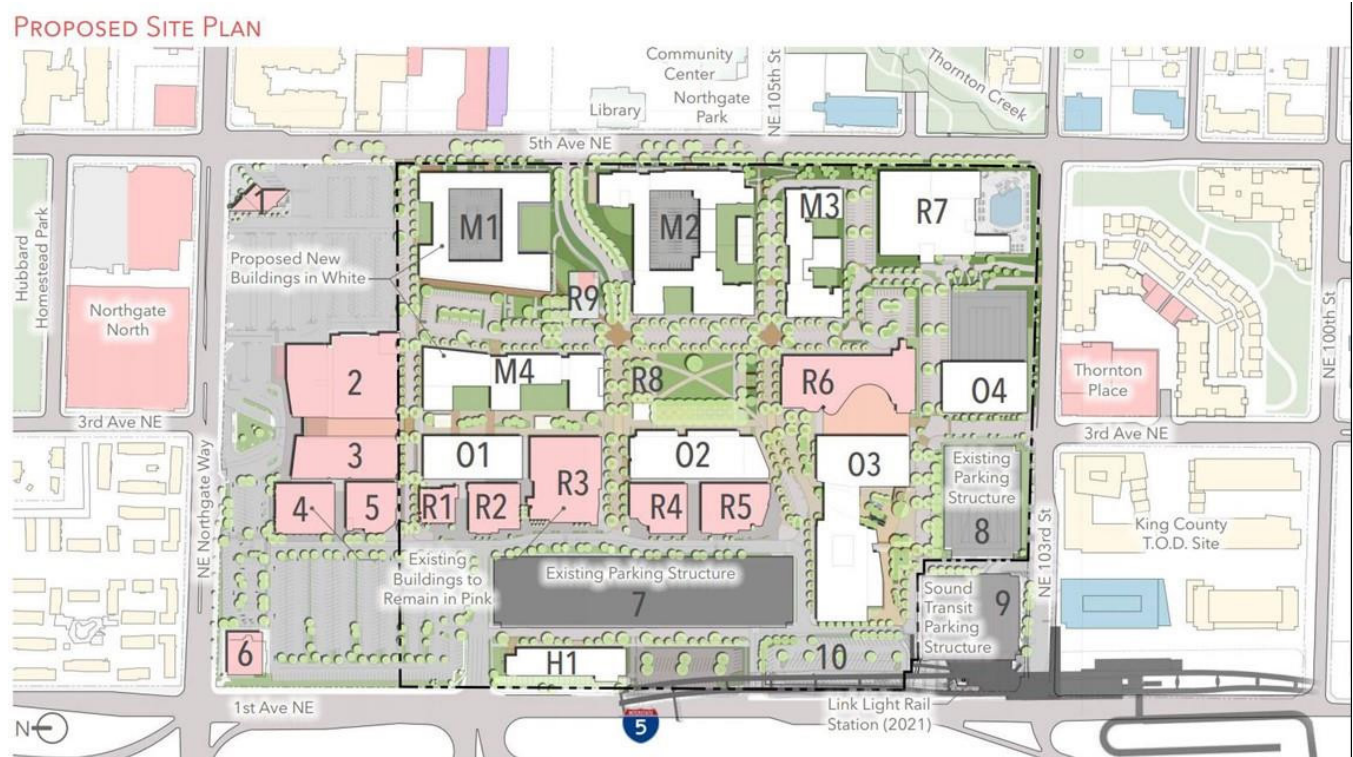 PROPOSED SITE PLAN
Community
Center
Northgate
Park
Library
NE 105th St
Thornton Creek
5th Ave NE
Hubbard
Homestead Park
1
M1
M2
M3
R7
Proposed New
Buildings in White
R9
Northgate
North
NE 100th St
2
M4
R8
R6
O4
Thornton
Place
3rd Ave NE
3rd Ave NE
3
O1
R3
O2
O3
Existing
Parking
Structure
8
4
5
R1
R2
R4
R5
NE Northgate Way
NE 103rd St
King County
T.O.D. Site
Existing
Buildings to
Remain in Pink
Existing Parking Structure
7
Sound
Transit
Parking
Structure
9
6
H1
10
1st Ave NE
Link Light Rail
Station (2021)
N
INTERSTATE
5